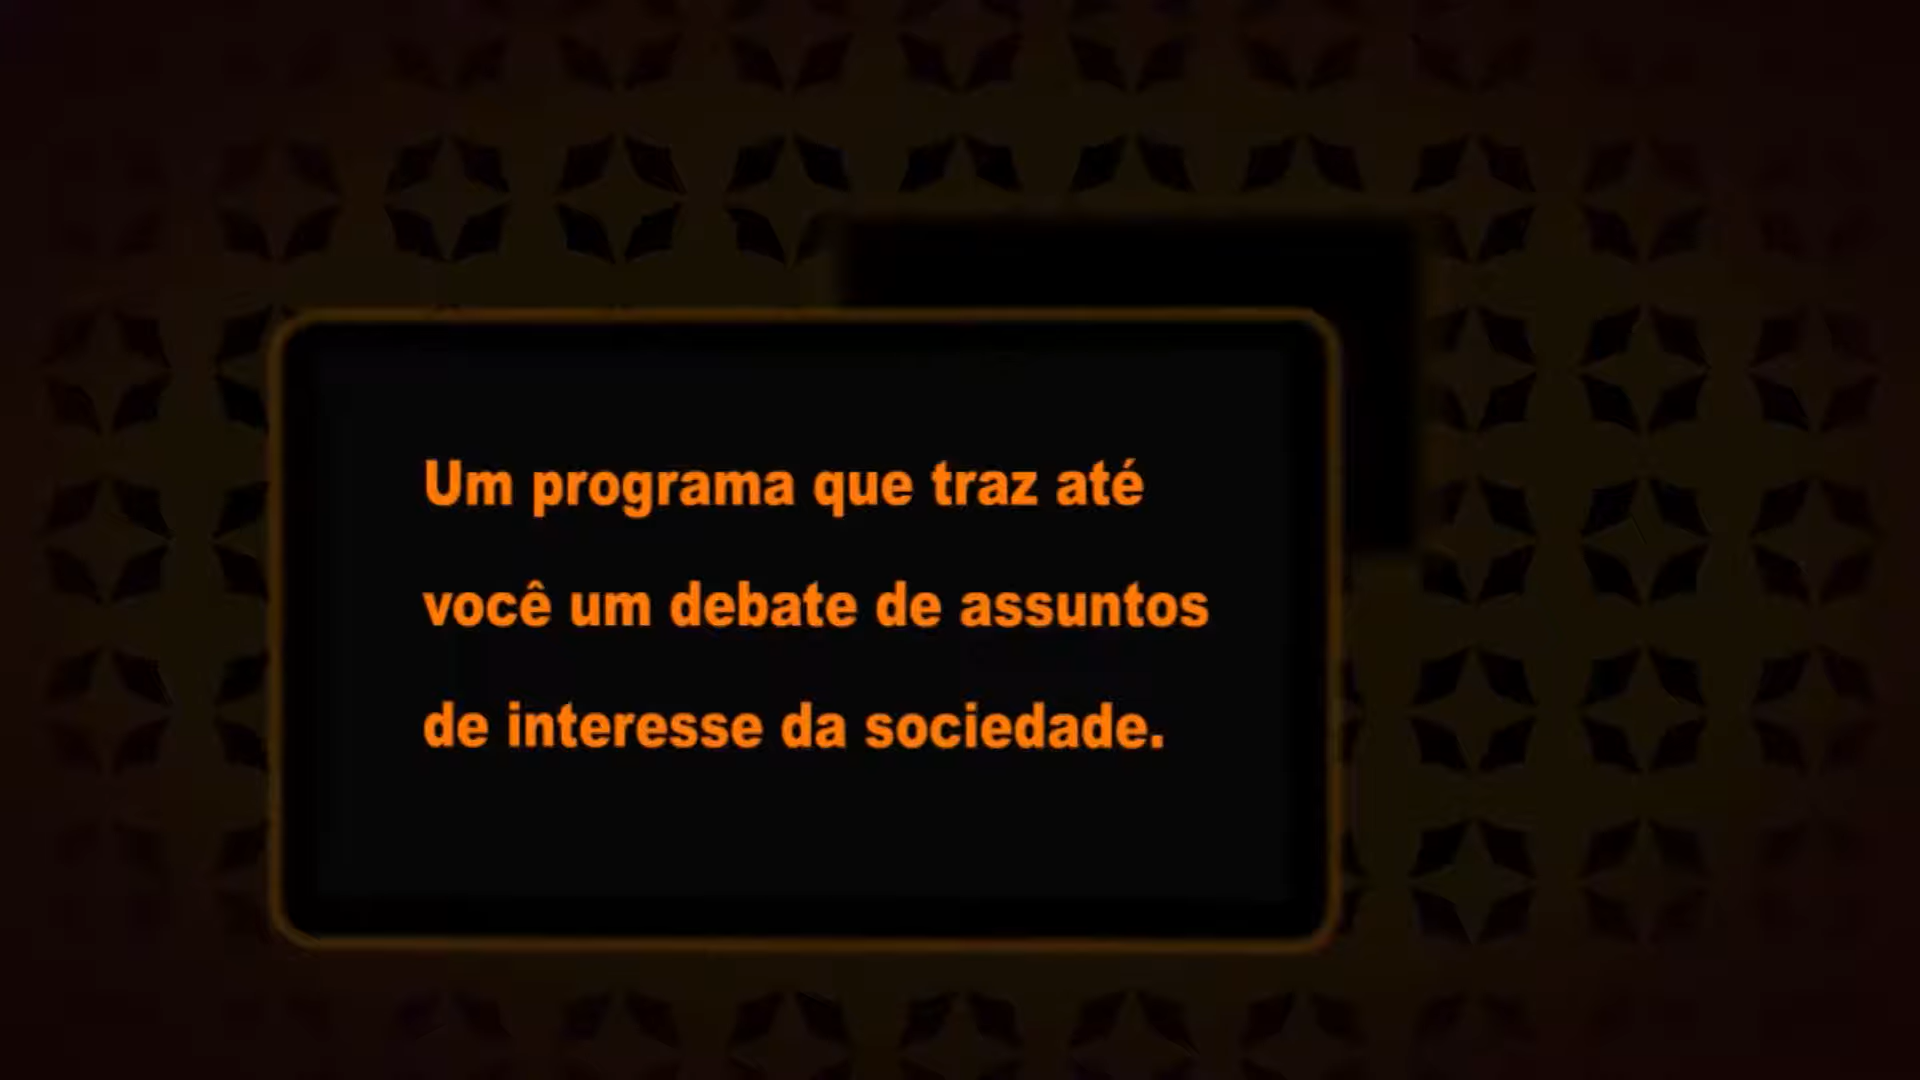 Um programa que traz até
você um debate de assuntos
de interesse da sociedade.